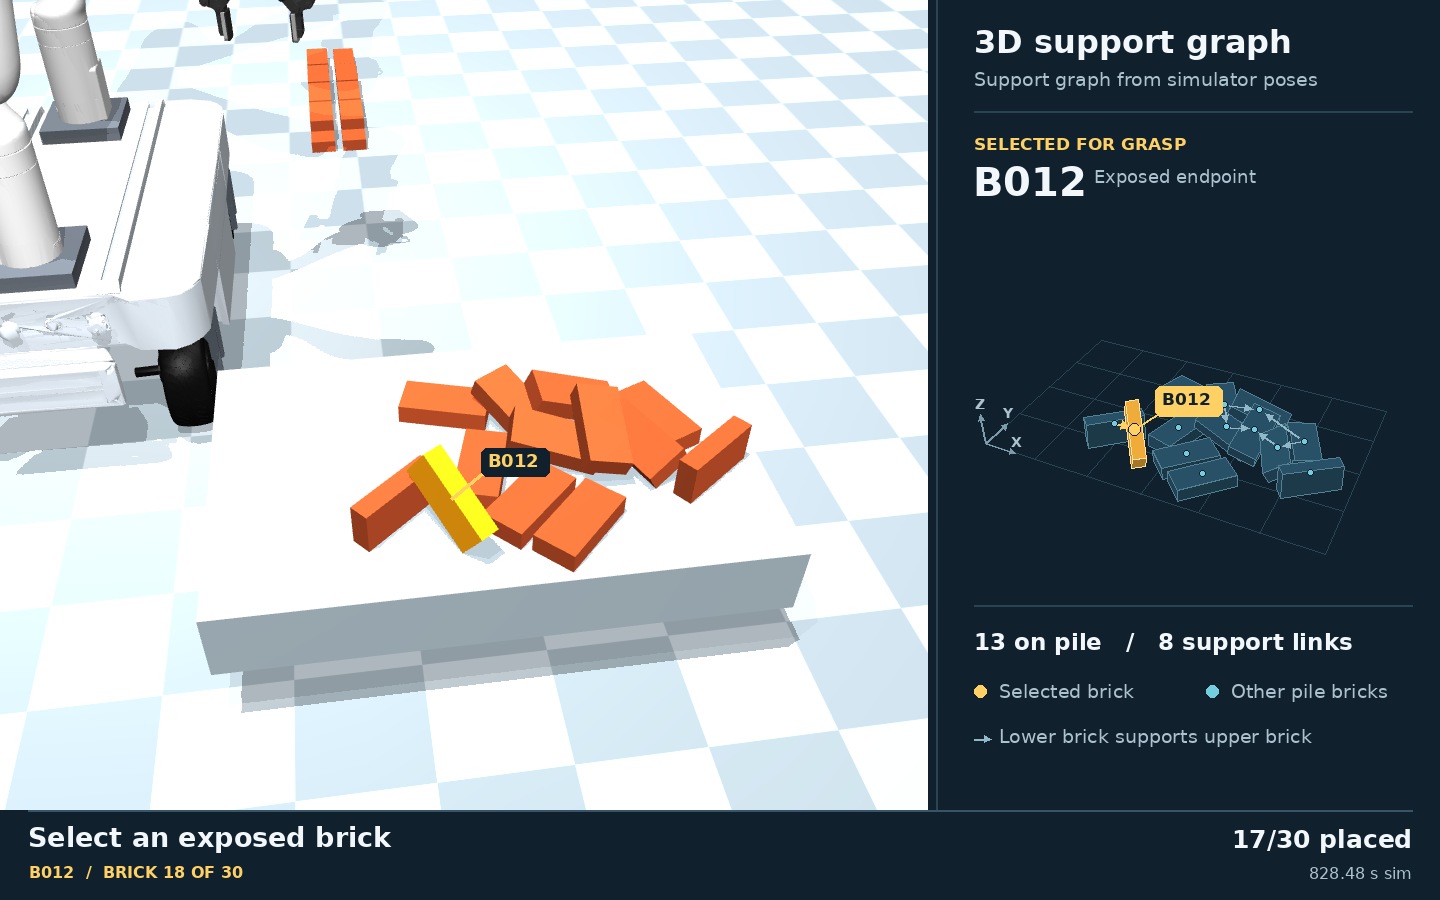 3D support graph
Support graph from simulator poses
SELECTED FOR GRASP
B012 Exposed endpoint
B012
Z
Y
X
B012
13 on pile / 8 support links
Selected brick
Other pile bricks
Lower brick supports upper brick
Select an exposed brick
17/30 placed
B012 / BRICK 18 OF 30
828.48 s sim